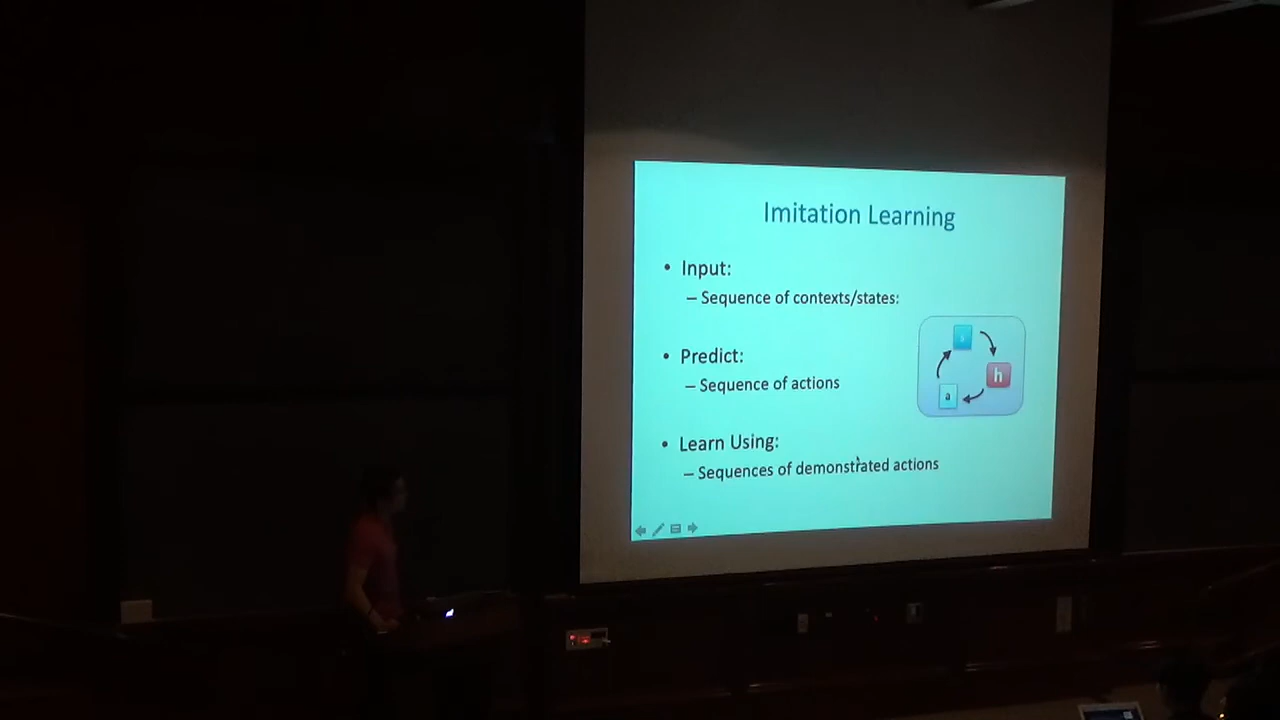 Imitation Learning
• Input:
– Sequence of contexts/states:
• Predict:
– Sequence of actions
• Learn Using:
– Sequences of demonstrated actions
s
h
a